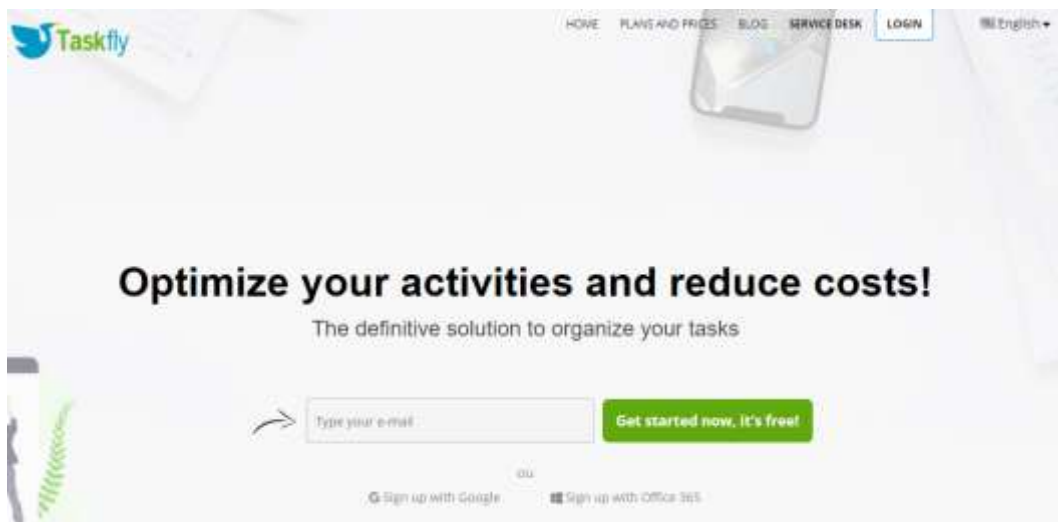 Taskfly
HOME PLANS AND PRICES BLOG SERVICE DESK LOGIN English
Optimize your activities and reduce costs!
The definitive solution to organize your tasks
Type your e-mail
Get started now, it's free!
ou
G Sign up with Google Sign up with Office 365